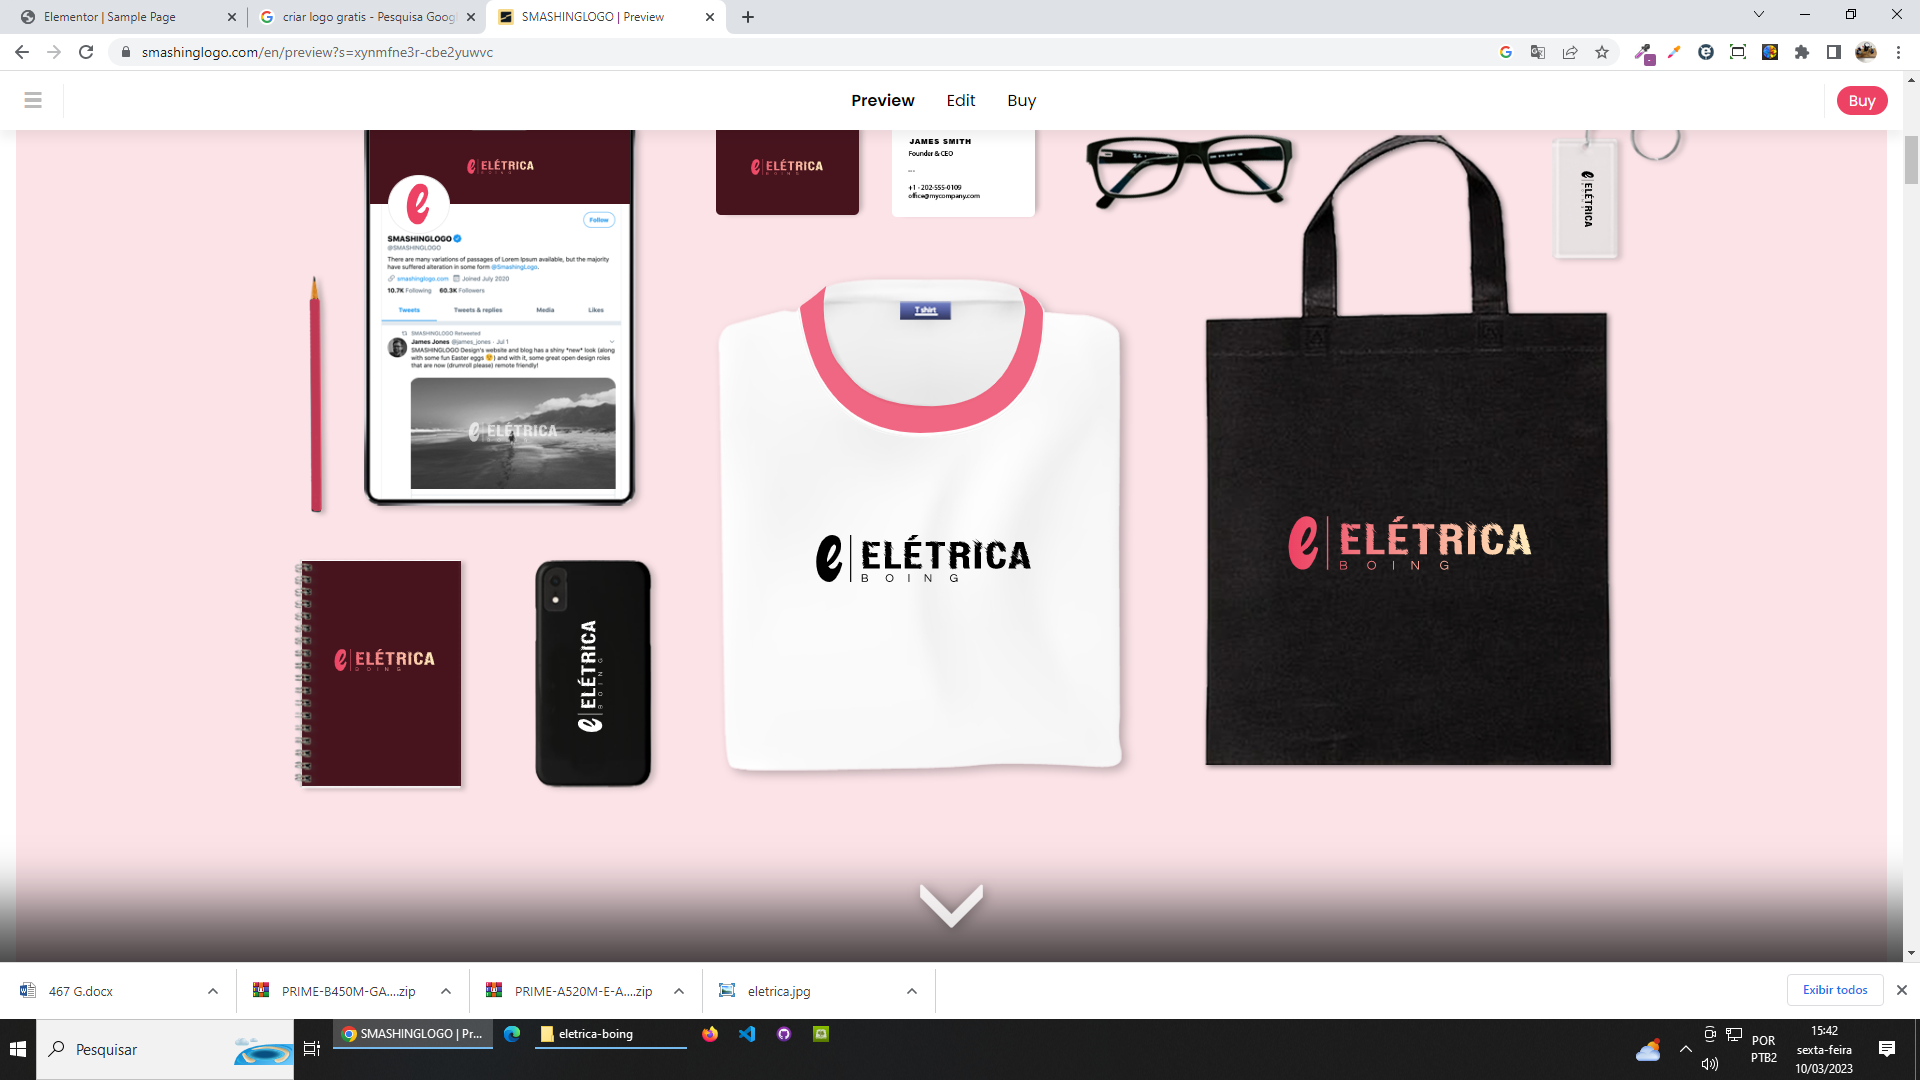 Elementor | Sample Page
criar logo gratis - Pesquisa Goog
SMASHINGLOGO | Preview
smashinglogo.com/en/preview?s=xynmfne3r-cbe2yuwvc
Preview
Edit
Buy
Buy
ELÉTRICA
BOING
Follow
SMASHINGLOGO
@SMASHINGLOGO
There are many variations of passages of Lorem Ipsum available, but the majority
have suffered alteration in some form @SmashingLogo.
smashinglogo.com Joined July 2020
10.7K Following 60.3K Followers
Tweets
Tweets & replies
Media
Likes
SMASHINGLOGO Retweeted
James Jones @james_jones · Jul 1
SMASHINGLOGO Design's website and blog has a shiny *new* look (along
with some fun Easter eggs 🙂) and with it, some great open design roles
that are now (drumroll please) remote friendly!
ELÉTRICA
ELÉTRICA
BOING
JAMES SMITH
Founder & CEO
+1 - 202-555-0109
office@mycompany.com
ELÉTRICA
T shirt
ELÉTRICA
BOING
ELÉTRICA
BOING
ELÉTRICA
BOING
ELÉTRICA
BOING
467 G.docx
PRIME-B450M-GA....zip
PRIME-A520M-E-A....zip
eletrica.jpg
Exibir todos
Pesquisar
SMASHINGLOGO | Pr...
eletrica-boing
POR
PTB2
15:42
sexta-feira
10/03/2023